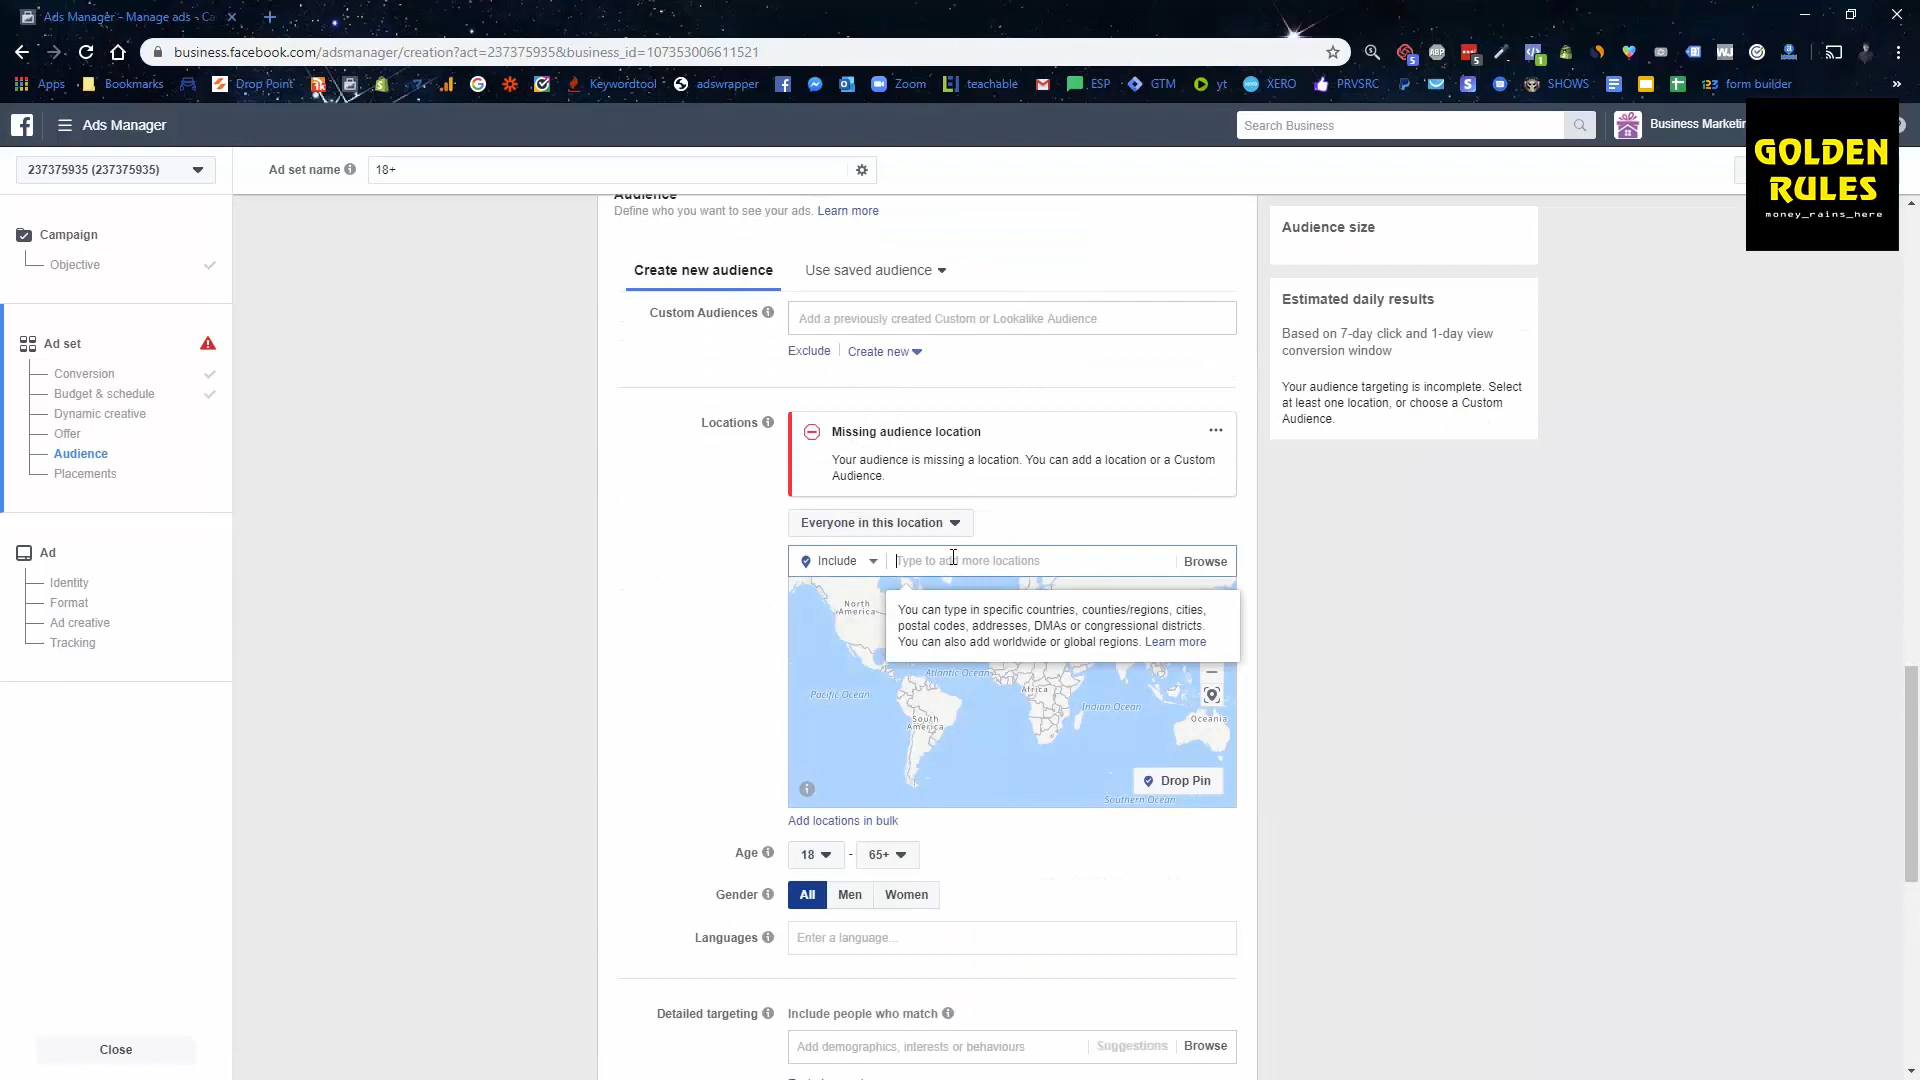 Ads Manager - Manage ads - Ca
business.facebook.com/adsmanager/creation?act=237375935&business_id=107353006611521
Apps
Bookmarks
Drop Point
Keywordtool
adswrapper
Zoom
teachable
ESP
GTM
yt
XERO
PRVSRC
SHOWS
form builder
Ads Manager
Search Business
Business Marketin
GOLDEN
RULES
money_rains_here
237375935 (237375935)
Ad set name
18+
Campaign
Objective
Ad set
Conversion
Budget & schedule
Dynamic creative
Offer
Audience
Placements
Ad
Identity
Format
Ad creative
Tracking
Close
Audience
Define who you want to see your ads. Learn more
Create new audience
Use saved audience
Custom Audiences
Add a previously created Custom or Lookalike Audience
Exclude
Create new
Locations
Missing audience location
Your audience is missing a location. You can add a location or a Custom
Audience.
Everyone in this location
Include
Type to add more locations
Browse
You can type in specific countries, counties/regions, cities,
postal codes, addresses, DMAs or congressional districts.
You can also add worldwide or global regions. Learn more
North
America
Atlantic Ocean
Pacific Ocean
Africa
South
America
Indian Ocean
Oceania
Drop Pin
Southern Ocean
Add locations in bulk
Age
18
-
65+
Gender
All
Men
Women
Languages
Enter a language...
Detailed targeting
Include people who match
Add demographics, interests or behaviours
Suggestions
Browse
Audience size
Estimated daily results
Based on 7-day click and 1-day view
conversion window
Your audience targeting is incomplete. Select
at least one location, or choose a Custom
Audience.